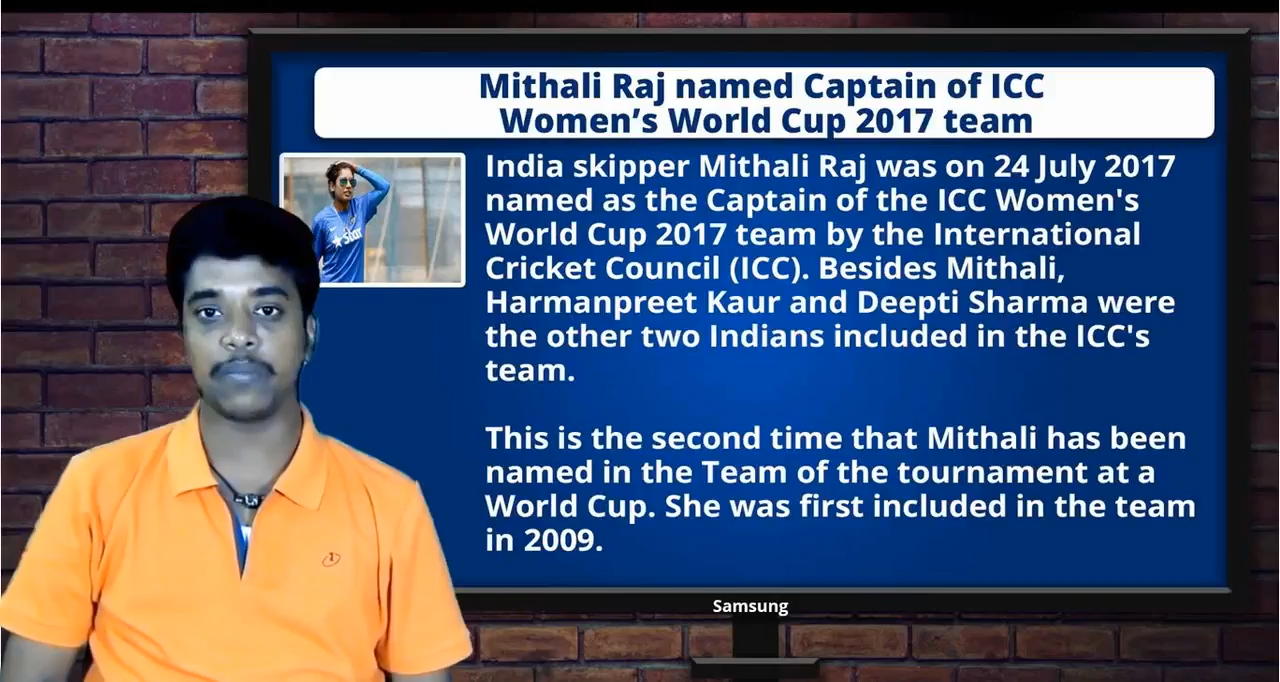 Mithali Raj named Captain of ICC
Women’s World Cup 2017 team
India skipper Mithali Raj was on 24 July 2017
named as the Captain of the ICC Women's
World Cup 2017 team by the International
Cricket Council (ICC). Besides Mithali,
Harmanpreet Kaur and Deepti Sharma were
the other two Indians included in the ICC's
team.
This is the second time that Mithali has been
named in the Team of the tournament at a
World Cup. She was first included in the team
in 2009.
Star
Samsung